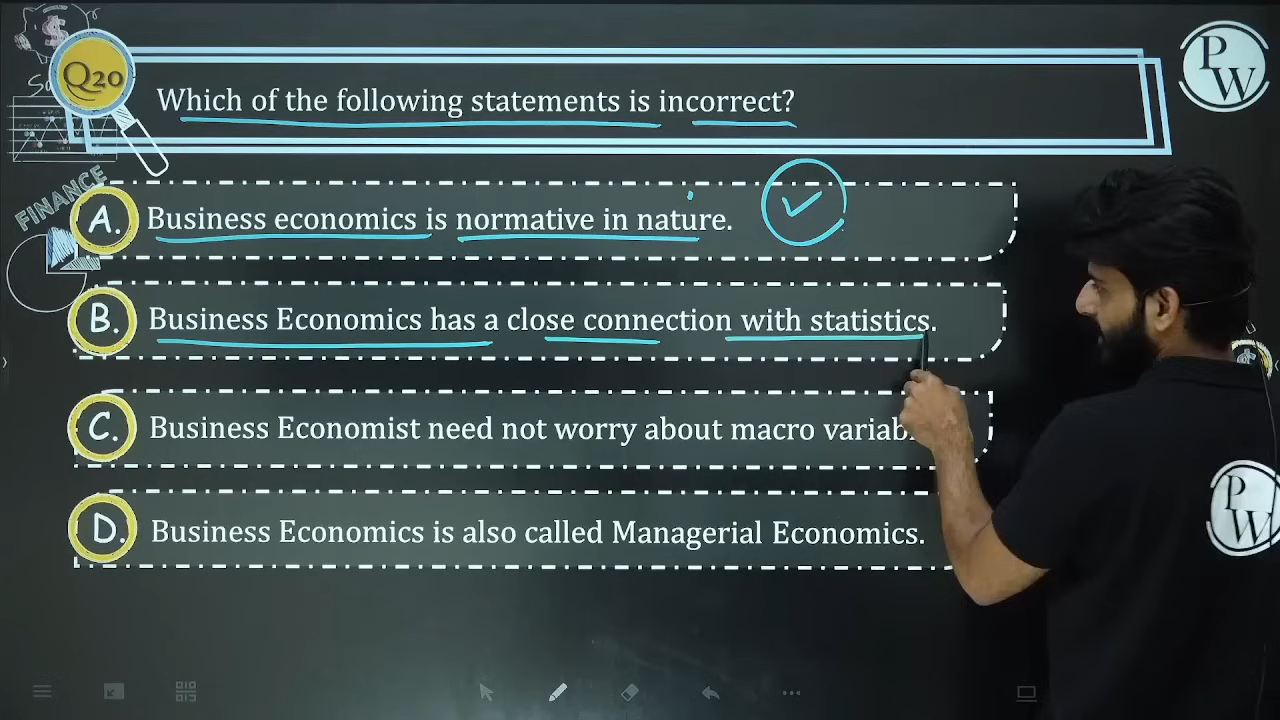 Q20
Which of the following statements is incorrect?
PW
FINANCE
A. Business economics is normative in nature.
B. Business Economics has a close connection with statistics.
C. Business Economist need not worry about macro
D. Business Economics is also called Managerial Economics.
PW